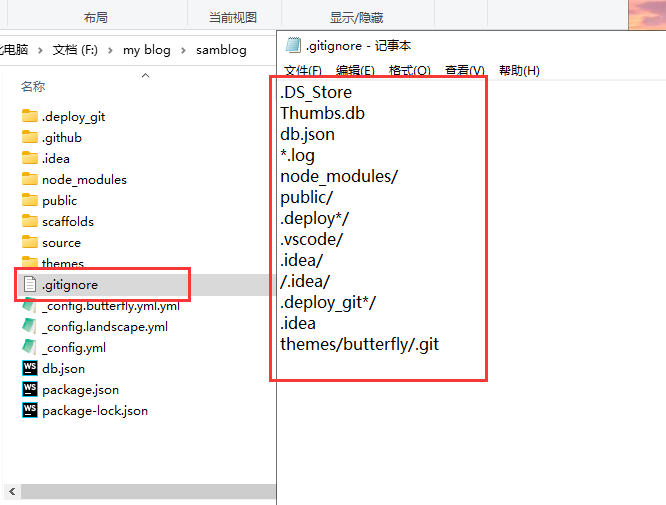 布局
当前视图
显示/隐藏
电脑 > 文档 (F:) > my blog > samblog
名称
.deploy_git
.github
.idea
node_modules
public
scaffolds
source
themes
.gitignore
_config.butterfly.yml.yml
_config.landscape.yml
_config.yml
db.json
package.json
package-lock.json
.gitignore - 记事本
文件(F) 编辑(E) 格式(O) 查看(V) 帮助(H)
.DS_Store
Thumbs.db
db.json
*.log
node_modules/
public/
.deploy*/
.vscode/
.idea/
/.idea/
.deploy_git*/
.idea
themes/butterfly/.git